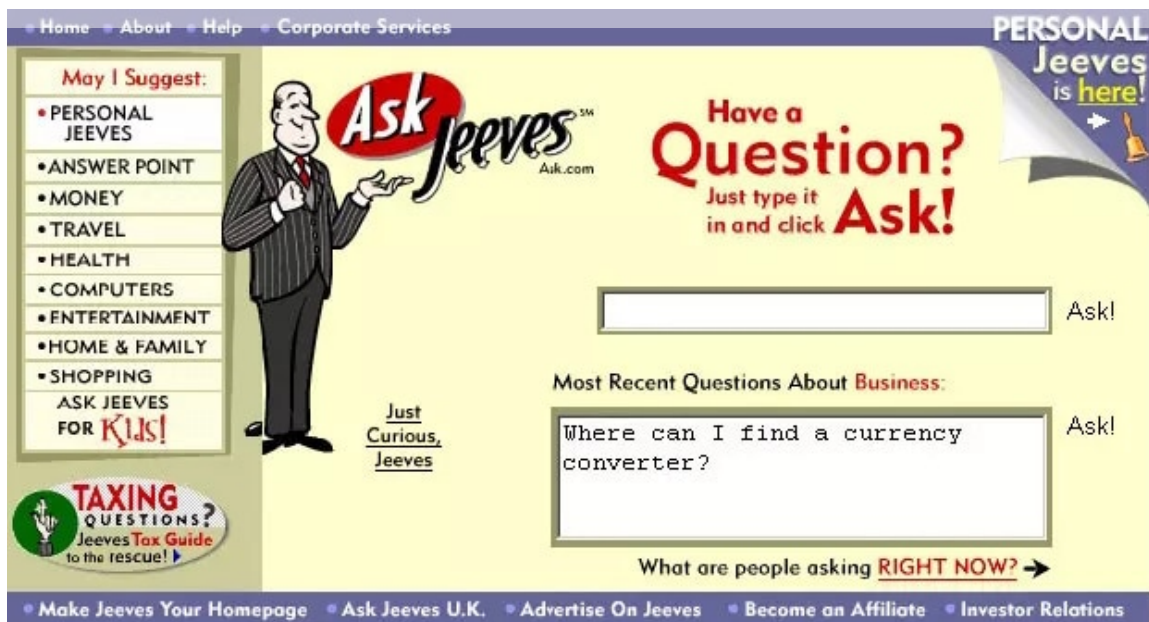 Home About Help Corporate Services
PERSONAL
Jeeves
is here!
May I Suggest:
• PERSONAL
JEEVES
• ANSWER POINT
• MONEY
• TRAVEL
• HEALTH
• COMPUTERS
• ENTERTAINMENT
• HOME & FAMILY
• SHOPPING
ASK JEEVES
FOR Kids!
TAXING
QUESTIONS?
Jeeves Tax Guide
to the rescue!
Ask
Jeeves SM
Ask.com
Just
Curious,
Jeeves
Have a
Question?
Just type it
in and click Ask!
Ask!
Most Recent Questions About Business:
Where can I find a currency
converter?
Ask!
What are people asking RIGHT NOW?
Make Jeeves Your Homepage Ask Jeeves U.K. Advertise On Jeeves Become an Affiliate Investor Relations